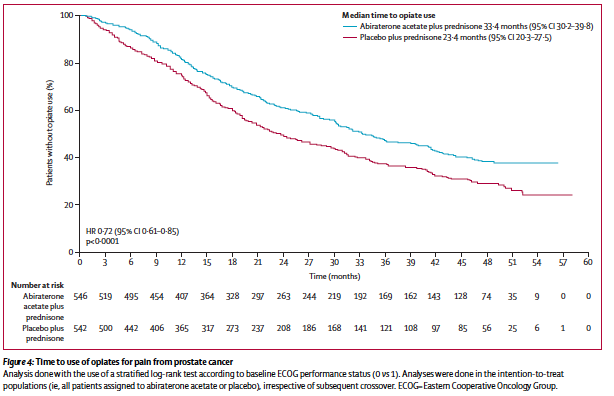 Median time to opiate use
Abiraterone acetate plus prednisone 33·4 months (95% CI 30·2–39·8)
Placebo plus prednisone 23·4 months (95% CI 20·3–27·5)
100
80
60
40
20
0
Patients without opiate use (%)
HR 0·72 (95% CI 0·61–0·85)
p<0·0001
0 3 6 9 12 15 18 21 24 27 30 33 36 39 42 45 48 51 54 57 60
Time (months)
Number at risk
Abiraterone 546 519 495 454 407 364 328 297 263 244 219 192 169 162 143 128 74 35 9 0 0
acetate plus
prednisone
Placebo plus 542 500 442 406 365 317 273 237 208 186 168 141 121 108 97 85 56 25 6 1 0
prednisone
Figure 4: Time to use of opiates for pain from prostate cancer
Analysis done with the use of a stratified log-rank test according to baseline ECOG performance status (0 vs 1). Analyses were done in the intention-to-treat
populations (ie, all patients assigned to abiraterone acetate or placebo), irrespective of subsequent crossover. ECOG=Eastern Cooperative Oncology Group.